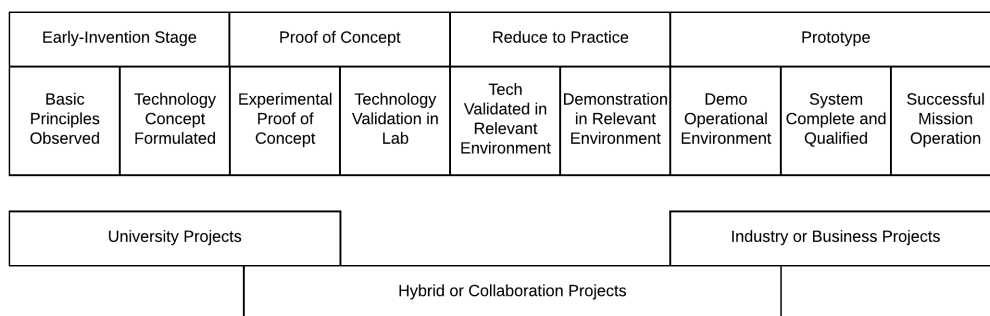 Early-Invention Stage
Proof of Concept
Reduce to Practice
Prototype
Basic
Principles
Observed
Technology
Concept
Formulated
Experimental
Proof of
Concept
Technology
Validation in
Lab
Tech
Validated in
Relevant
Environment
Demonstration
in Relevant
Environment
Demo
Operational
Environment
System
Complete and
Qualified
Successful
Mission
Operation
University Projects
Industry or Business Projects
Hybrid or Collaboration Projects